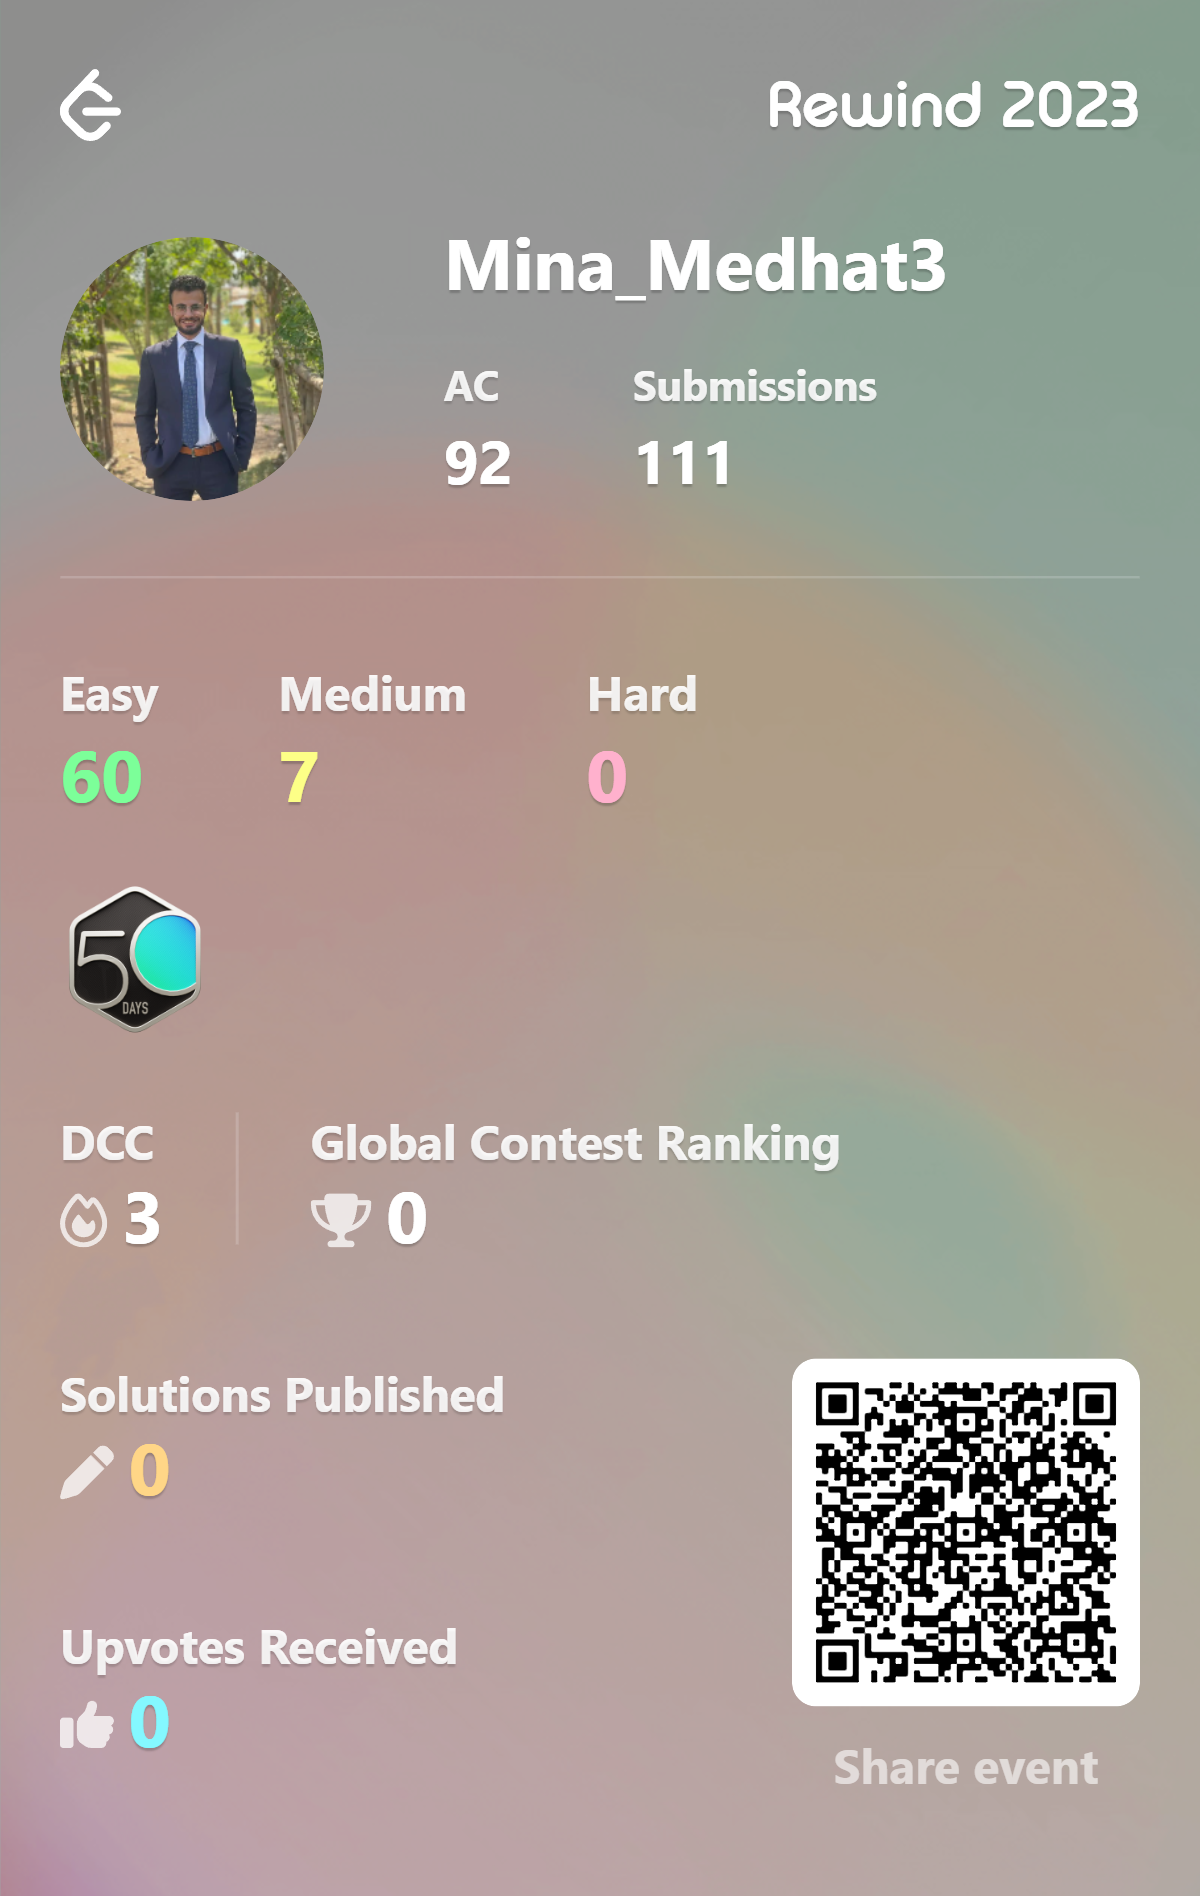 Rewind 2023
Mina_Medhat3
AC Submissions
92 111
Easy Medium Hard
60 7 0
50
DAYS
DCC Global Contest Ranking
3 0
Solutions Published
0
Upvotes Received
0
Share event